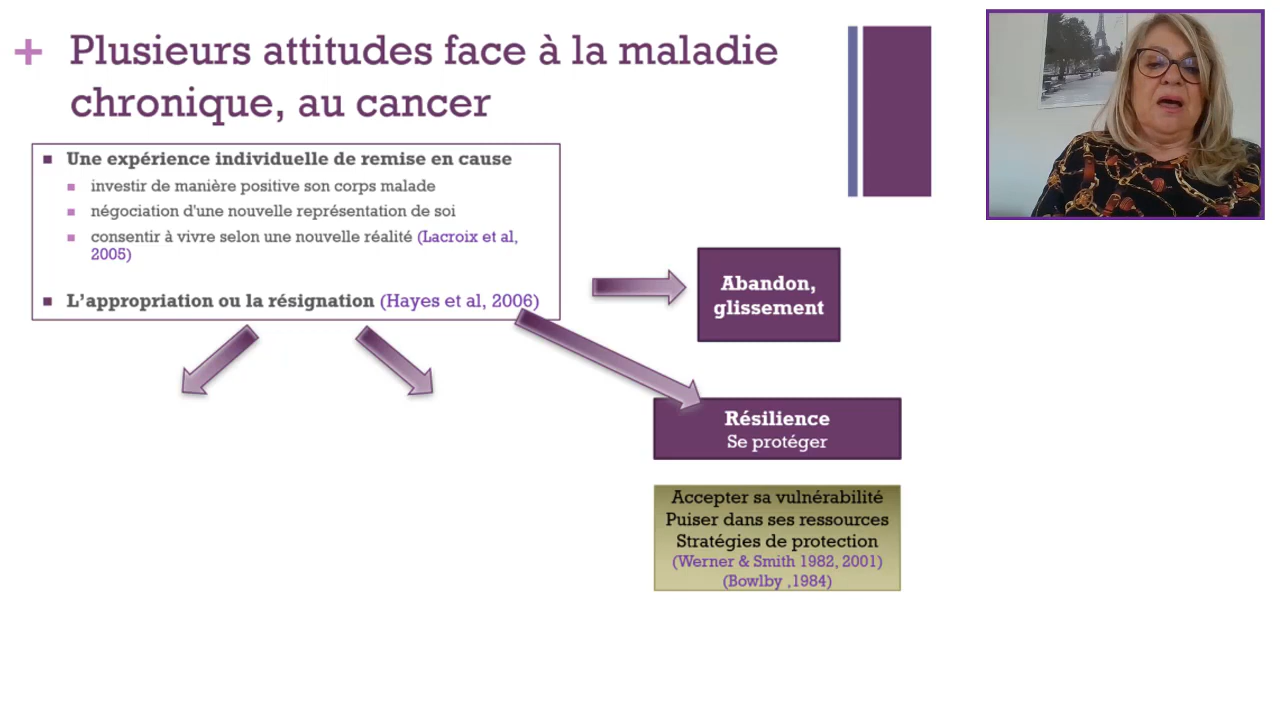 + Plusieurs attitudes face à la maladie
chronique, au cancer
Une expérience individuelle de remise en cause
investir de manière positive son corps malade
négociation d'une nouvelle représentation de soi
consentir à vivre selon une nouvelle réalité (Lacroix et al,
2005)
L'appropriation ou la résignation (Hayes et al, 2006)
Abandon,
glissement
Résilience
Se protéger
Accepter sa vulnérabilité
Puiser dans ses ressources
Stratégies de protection
(Werner & Smith 1982, 2001)
(Bowlby ,1984)